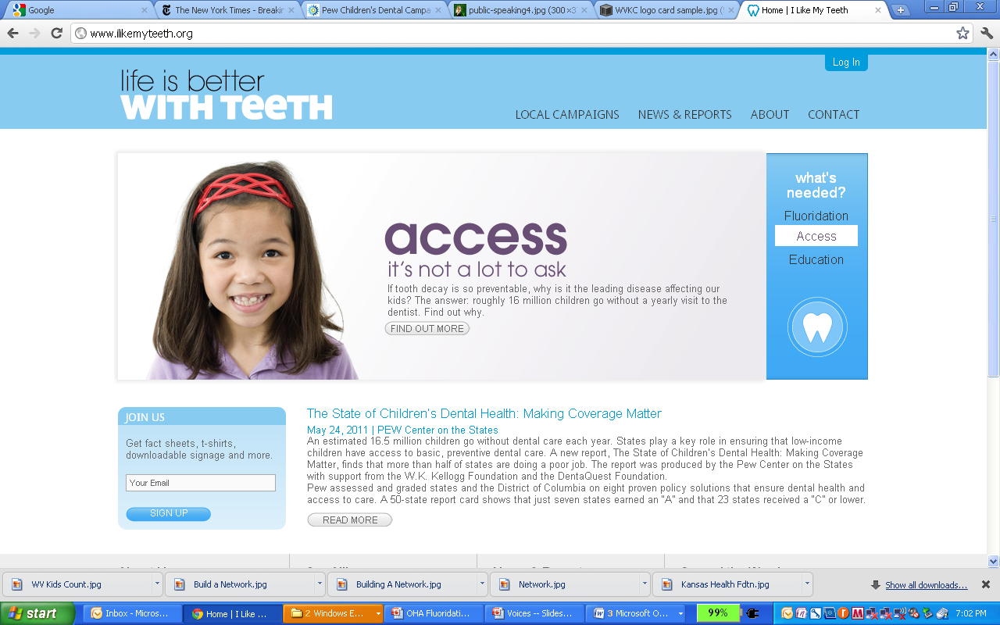 Google
The New York Times - Breakin
Pew Children's Dental Campa
public-speaking4.jpg (300×3
WVKC logo card sample.jpg (
Home | I Like My Teeth
www.ilikemyteeth.org
Log In
life is better
WITH TeeTH
LOCAL CAMPAIGNS
NEWS & REPORTS
ABOUT
CONTACT
access
it's not a lot to ask
If tooth decay is so preventable, why is it the leading disease affecting our
kids? The answer: roughly 16 million children go without a yearly visit to the
dentist. Find out why.
FIND OUT MORE
what's
needed?
Fluoridation
Access
Education
JOIN US
Get fact sheets, t-shirts,
downloadable signage and more.
Your Email
SIGN UP
The State of Children's Dental Health: Making Coverage Matter
May 24, 2011 | PEW Center on the States
An estimated 16.5 million children go without dental care each year. States play a key role in ensuring that low-income
children have access to basic, preventive dental care. A new report, The State of Children's Dental Health: Making Coverage
Matter, finds that more than half of states are doing a poor job. The report was produced by the Pew Center on the States
with support from the W.K. Kellogg Foundation and the DentaQuest Foundation.
Pew assessed and graded states and the District of Columbia on eight proven policy solutions that ensure dental health and
access to care. A 50-state report card shows that just seven states earned an "A" and that 23 states received a "C" or lower.
READ MORE
WV Kids Count.jpg
Build a Network.jpg
Building A Network.jpg
Network.jpg
Kansas Health Fdtn.jpg
Show all downloads...
start
Inbox - Micros...
Home | I Like ...
2 Windows E...
OHA Fluoridati...
Voices -- Slides...
3 Microsoft O...
99%
7:02 PM